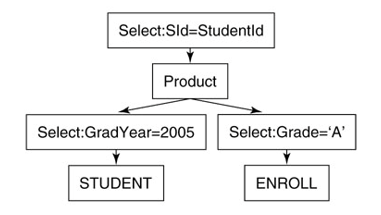 Select:SId=StudentId
Product
Select:GradYear=2005
Select:Grade=‘A’
STUDENT
ENROLL